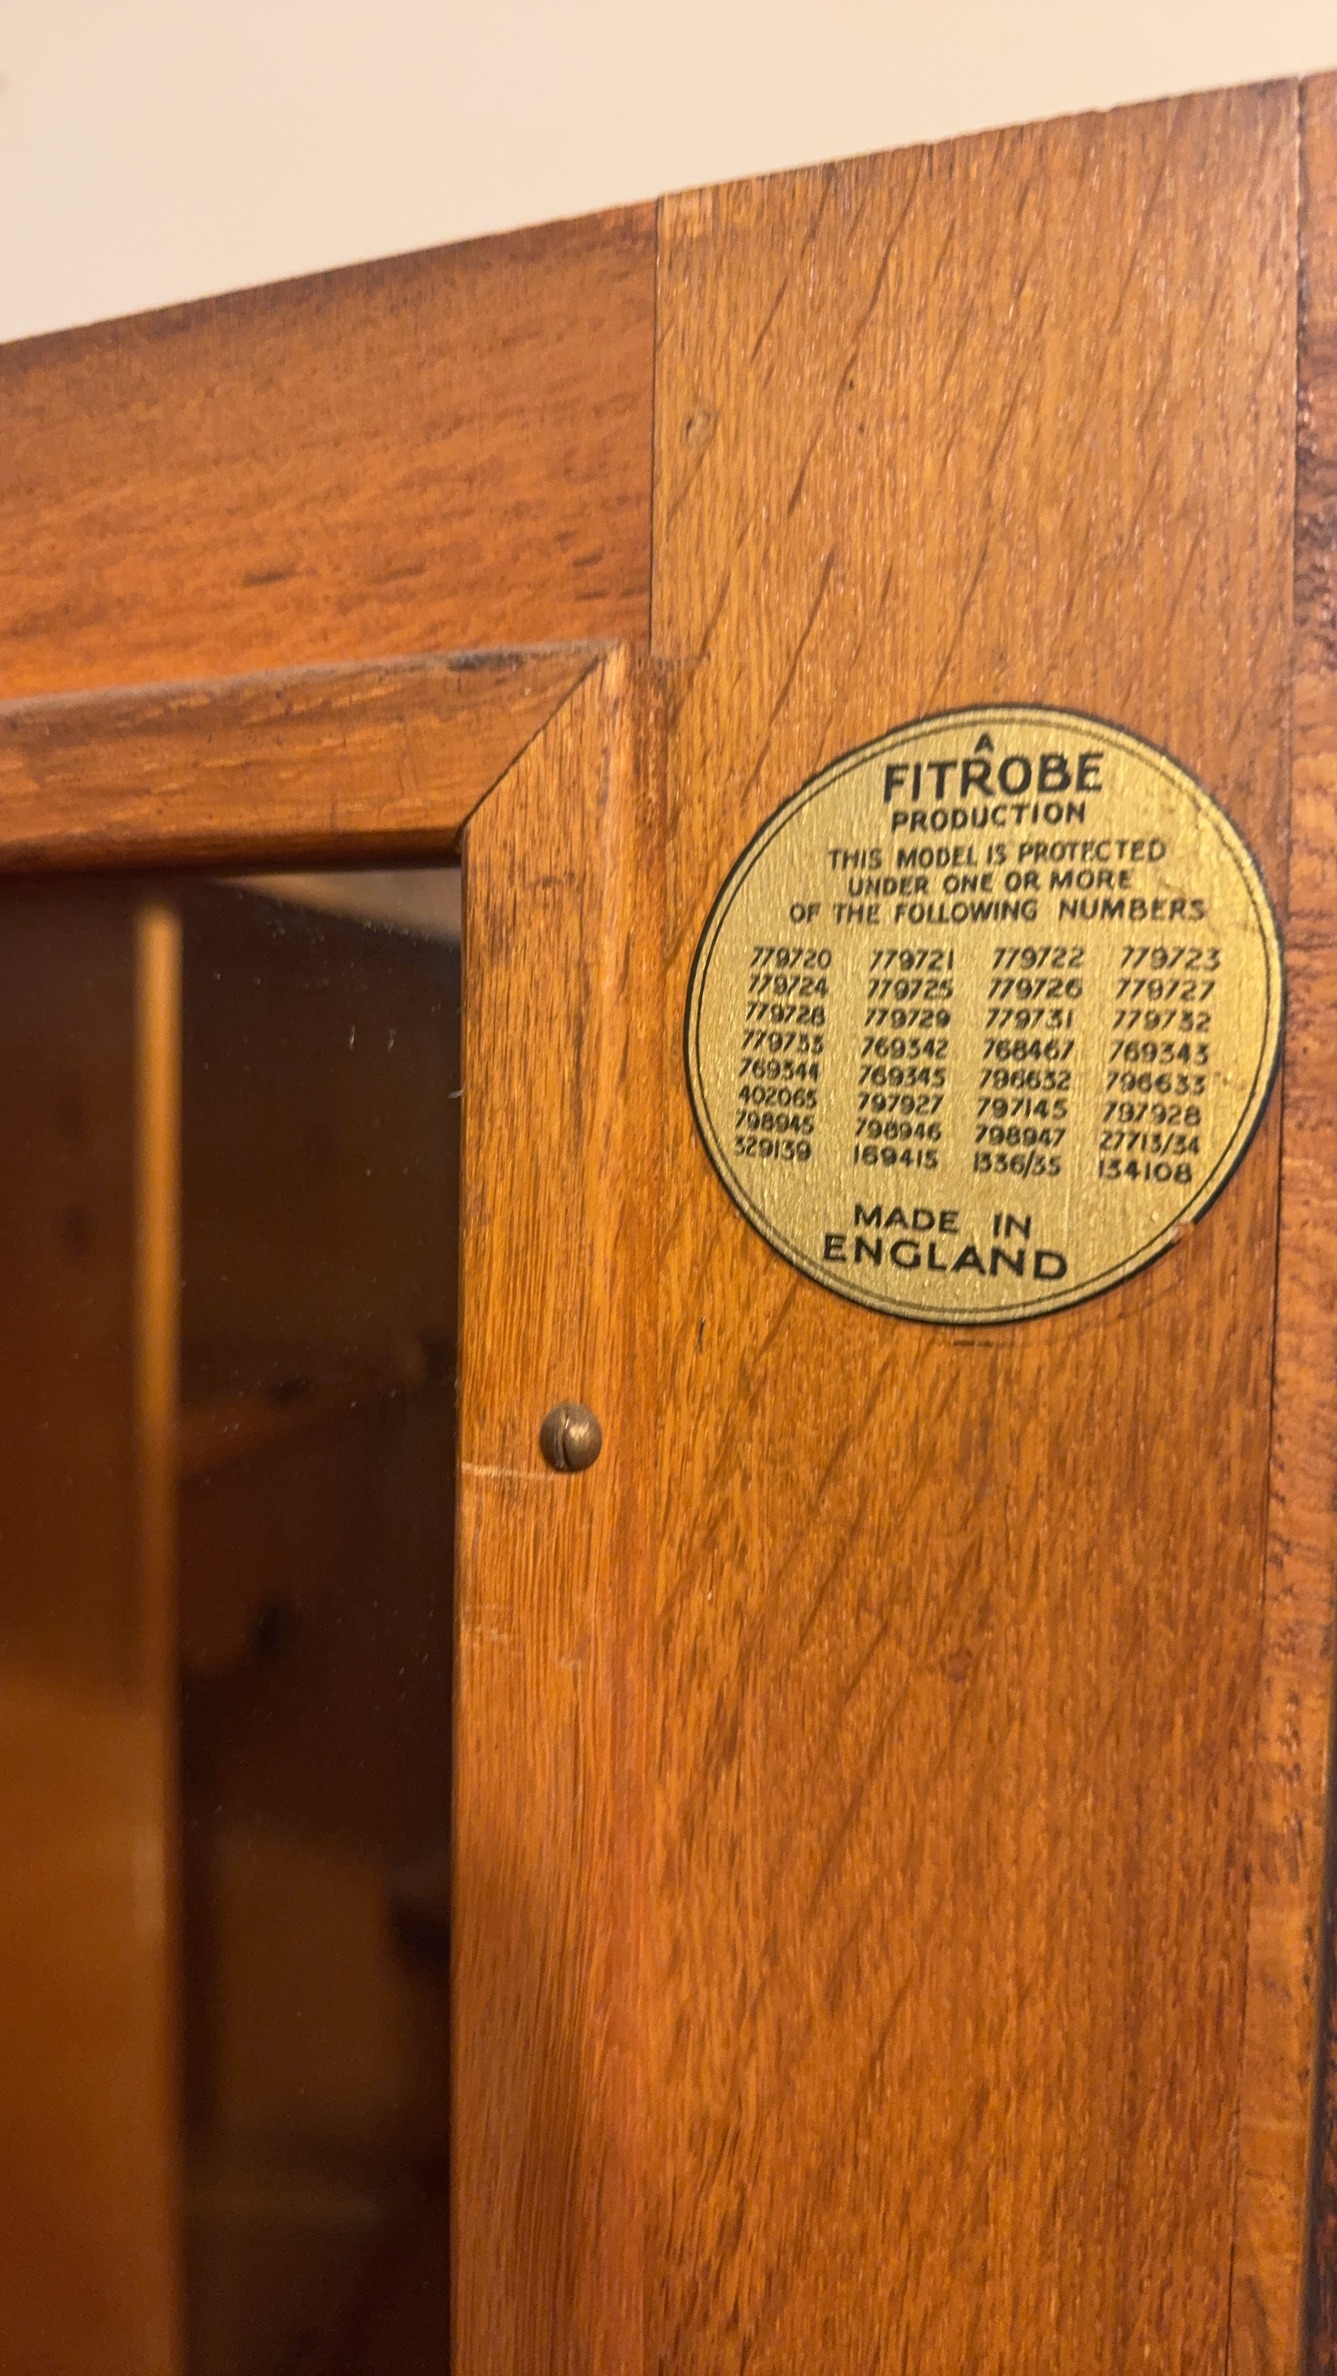 A
FITROBE
PRODUCTION
THIS MODEL IS PROTECTED
UNDER ONE OR MORE
OF THE FOLLOWING NUMBERS
779720 779721 779722 779723
779724 779725 779726 779727
779728 779729 779731 779732
779733 769342 768467 769343
769344 769345 796632 796633
402065 797927 797145 797928
798945 798946 798947 27713/34
329139 169415 1336/35 134108
MADE IN
ENGLAND